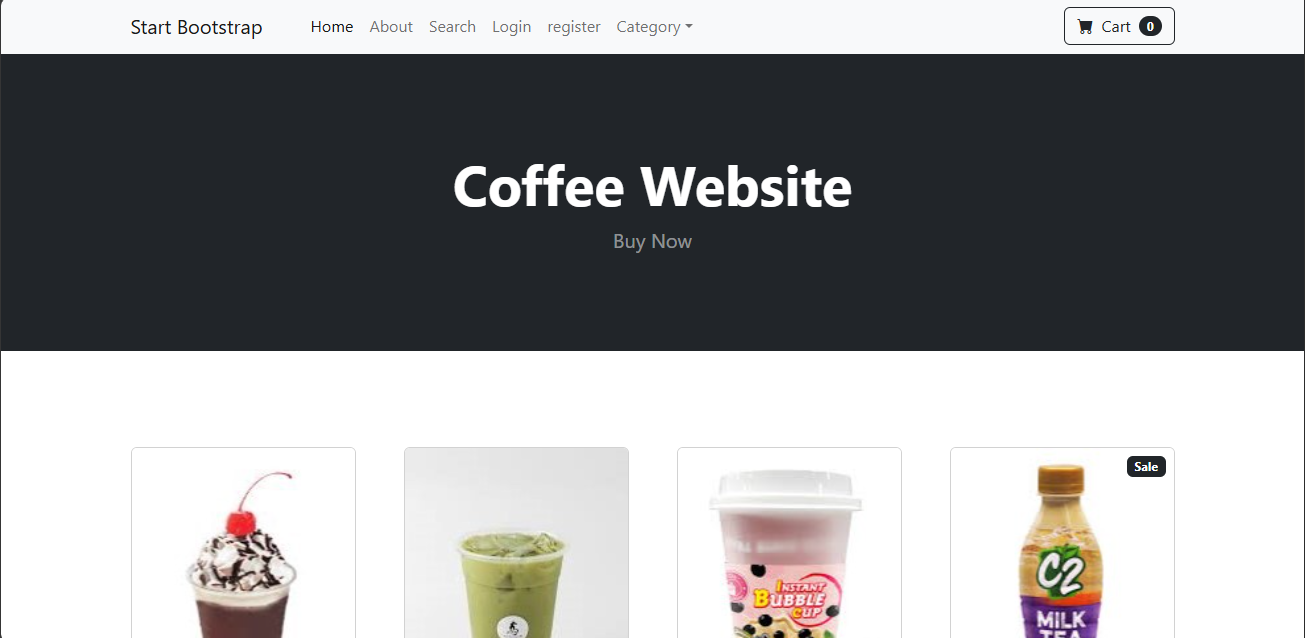 Start Bootstrap Home About Search Login register Category Cart 0
Coffee Website
Buy Now
Sale
INSTANT
BUBBLE
CUP
C2
MILK
TEA